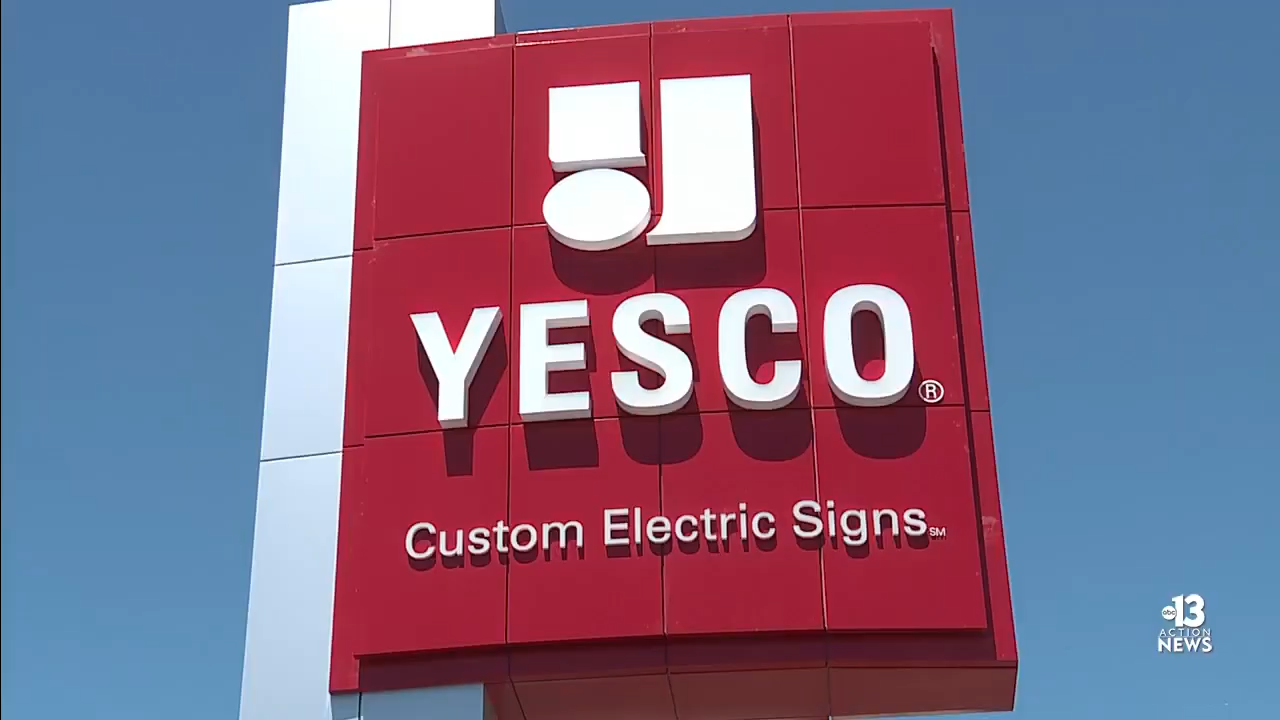 YESCO®
Custom Electric Signs℠
abc 13
ACTION
NEWS